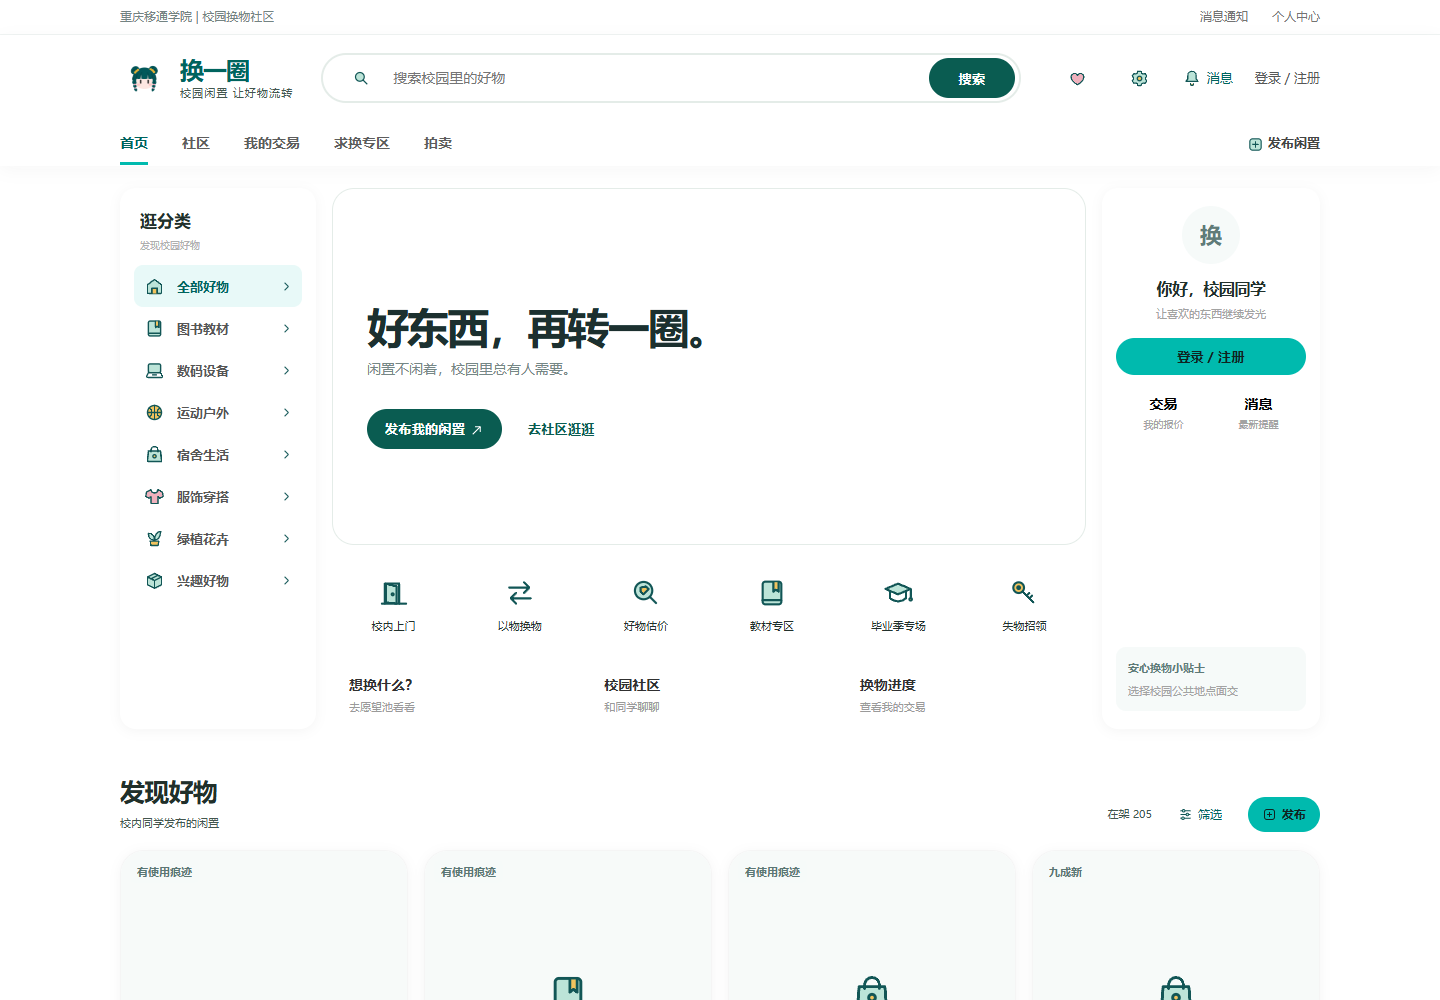 重庆移通学院 | 校园换物社区
消息通知 个人中心
换一圈
校园闲置 让好物流转
搜索校园里的好物
搜索
消息
登录 / 注册
首页 社区 我的交易 求换专区 拍卖
发布闲置
逛分类
发现校园好物
全部好物
图书教材
数码设备
运动户外
宿舍生活
服饰穿搭
绿植花卉
兴趣好物
好东西，再转一圈。
闲置不闲着，校园里总有人需要。
发布我的闲置
去社区逛逛
校内上门 以物换物 好物估价 教材专区 毕业季专场 失物招领
想换什么？
去愿望池看看
校园社区
和同学聊聊
换物进度
查看我的交易
换
你好，校园同学
让喜欢的东西继续发光
登录 / 注册
交易
我的报价
消息
最新提醒
安心换物小贴士
选择校园公共地点面交
发现好物
校内同学发布的闲置
在架 205
筛选
发布
有使用痕迹
有使用痕迹
有使用痕迹
九成新